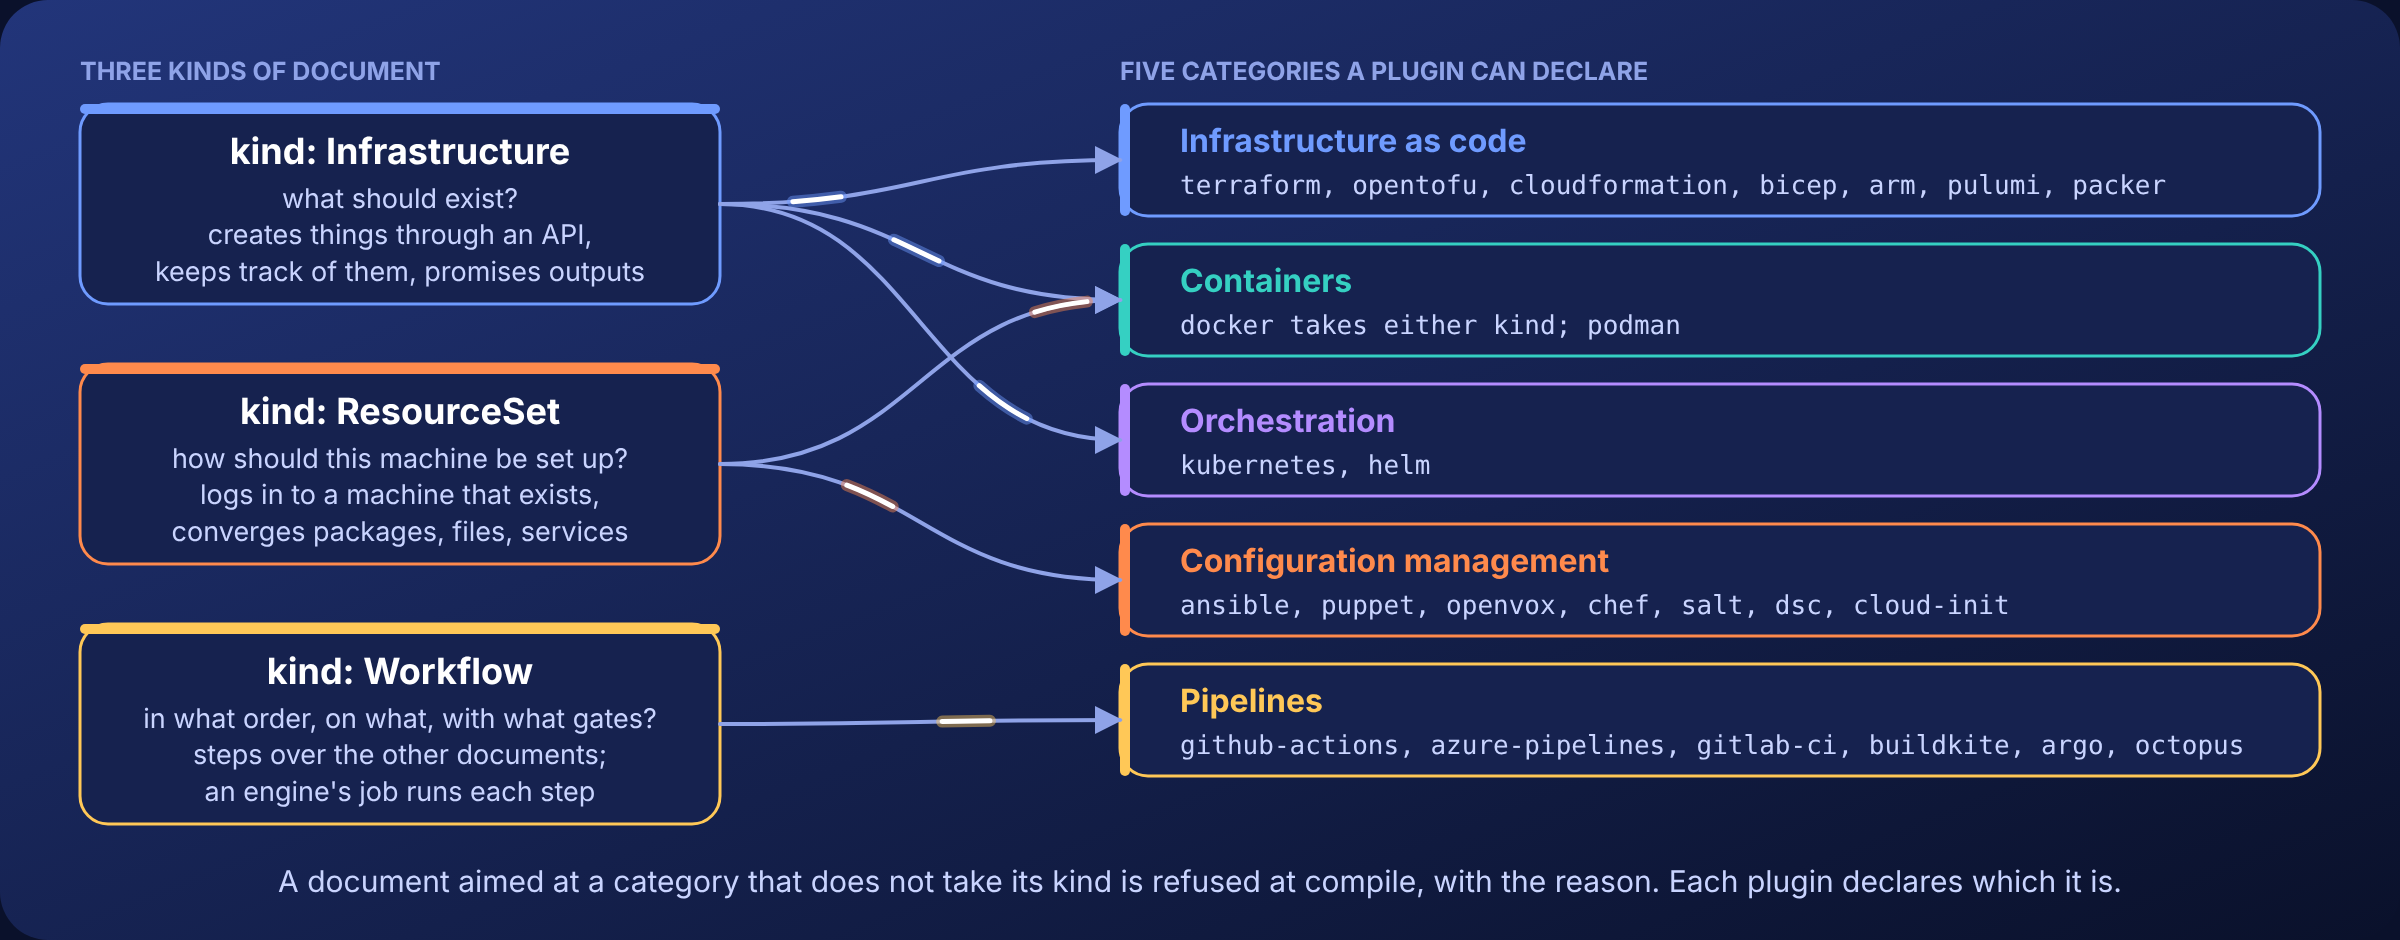 THREE KINDS OF DOCUMENT
kind: Infrastructure
what should exist?
creates things through an API,
keeps track of them, promises outputs
kind: ResourceSet
how should this machine be set up?
logs in to a machine that exists,
converges packages, files, services
kind: Workflow
in what order, on what, with what gates?
steps over the other documents;
an engine's job runs each step
FIVE CATEGORIES A PLUGIN CAN DECLARE
Infrastructure as code
terraform, opentofu, cloudformation, bicep, arm, pulumi, packer
Containers
docker takes either kind; podman
Orchestration
kubernetes, helm
Configuration management
ansible, puppet, openvox, chef, salt, dsc, cloud-init
Pipelines
github-actions, azure-pipelines, gitlab-ci, buildkite, argo, octopus
A document aimed at a category that does not take its kind is refused at compile, with the reason. Each plugin declares which it is.